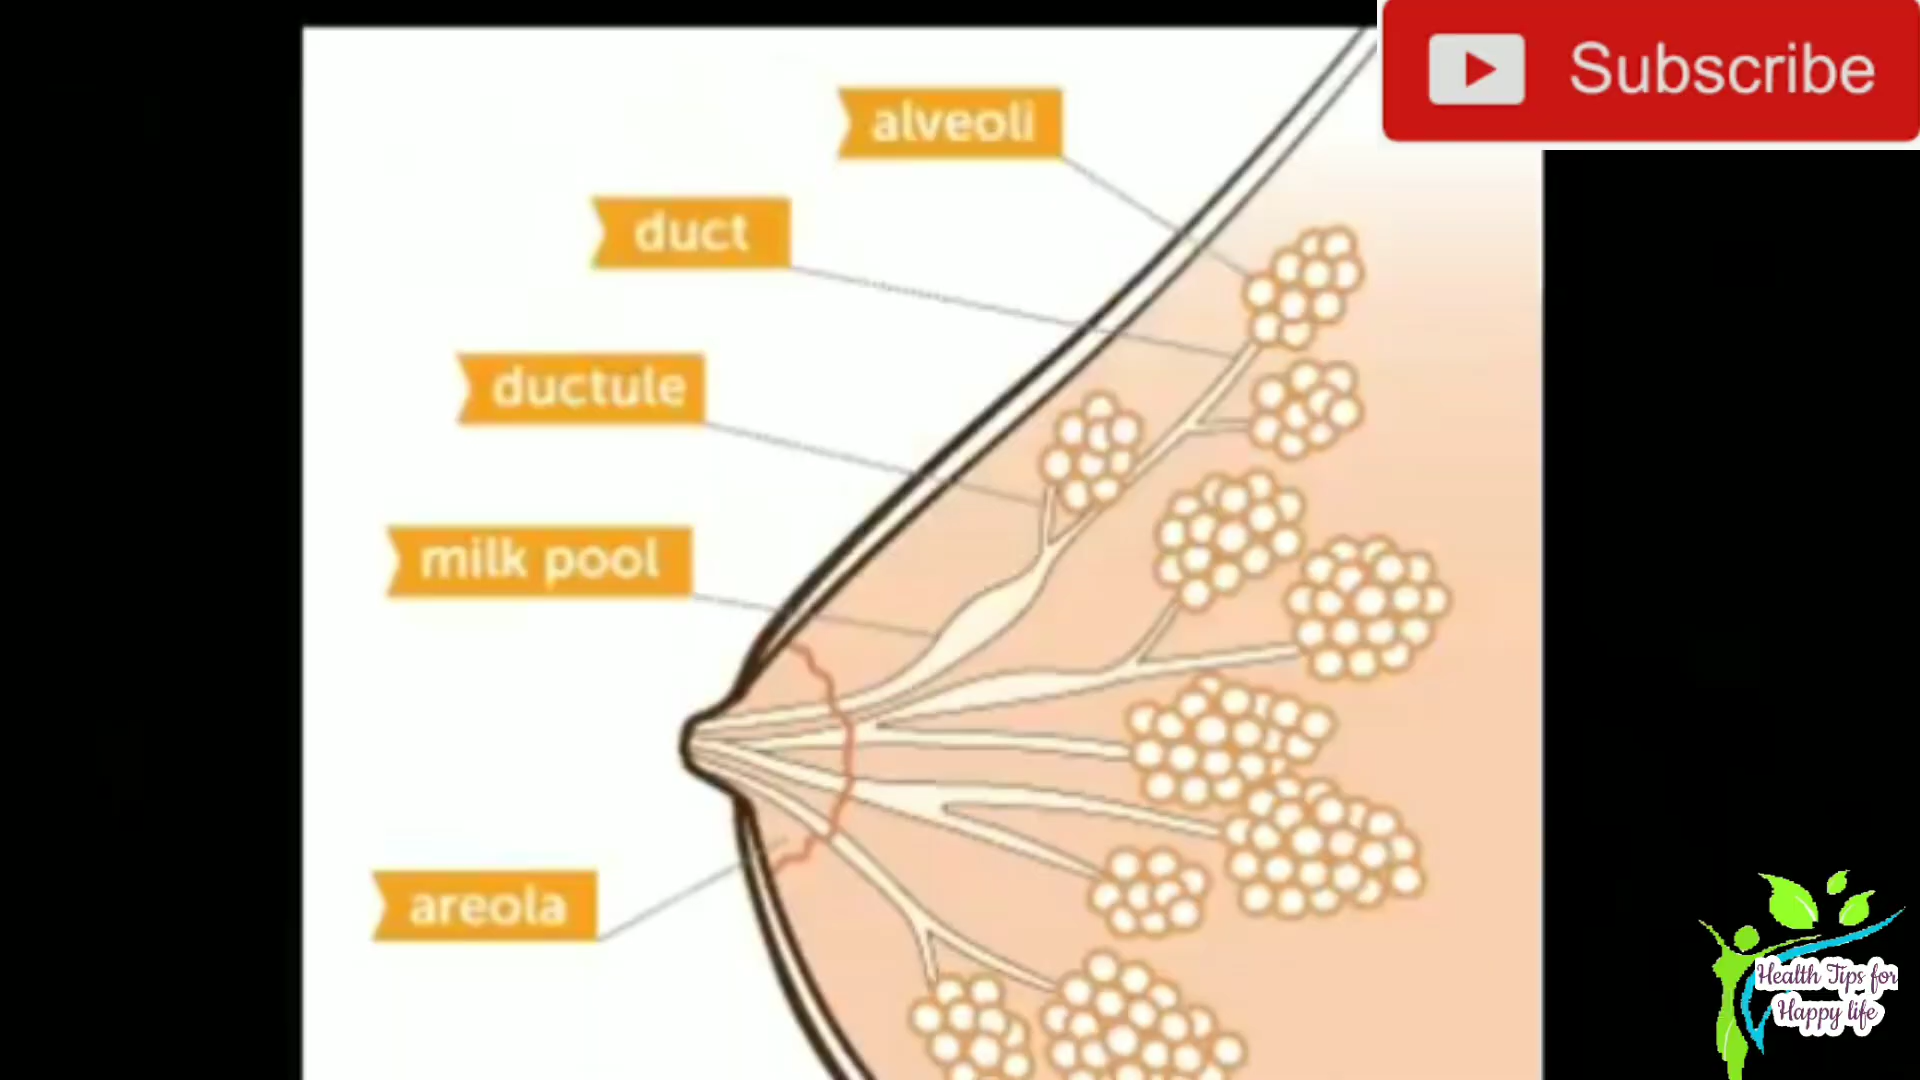 Subscribe
alveoli
duct
ductule
milk pool
areola
Health Tips for
Happy life